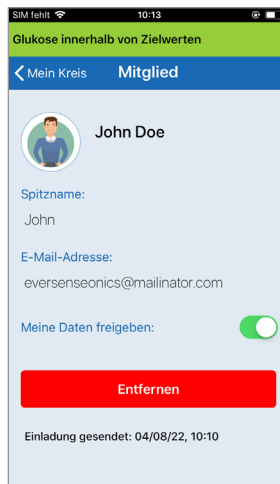 SIM fehlt 10:13
Glukose innerhalb von Zielwerten
Mein Kreis Mitglied
John Doe
Spitzname:
John
E-Mail-Adresse:
eversenseonics@mailinator.com
Meine Daten freigeben:
Entfernen
Einladung gesendet: 04/08/22, 10:10